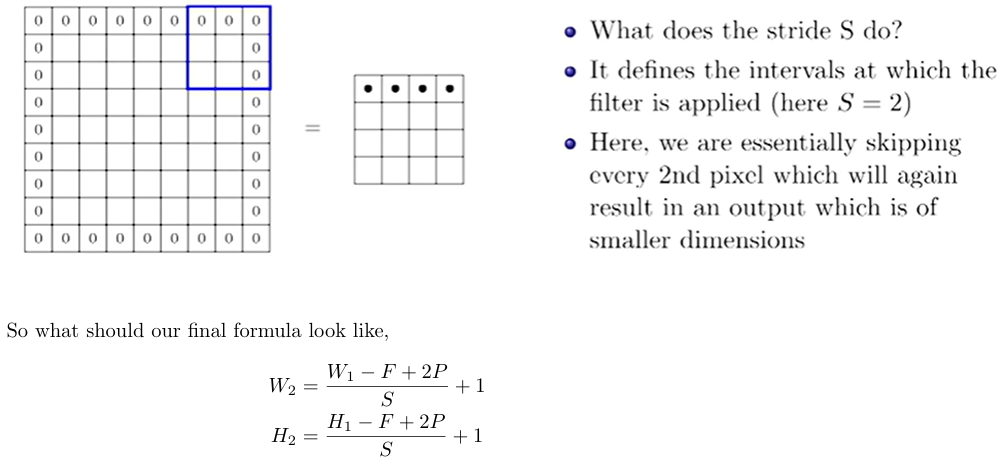 0 0 0 0 0 0 0 0 0
0 0
0 0
0 0
0 0
0 0
0 0
0 0
0 0 0 0 0 0 0 0 0
=
• What does the stride S do?
• It defines the intervals at which the
filter is applied (here S = 2)
• Here, we are essentially skipping
every 2nd pixel which will again
result in an output which is of
smaller dimensions
So what should our final formula look like,
W₂ = (W₁ − F + 2P) / S + 1
H₂ = (H₁ − F + 2P) / S + 1